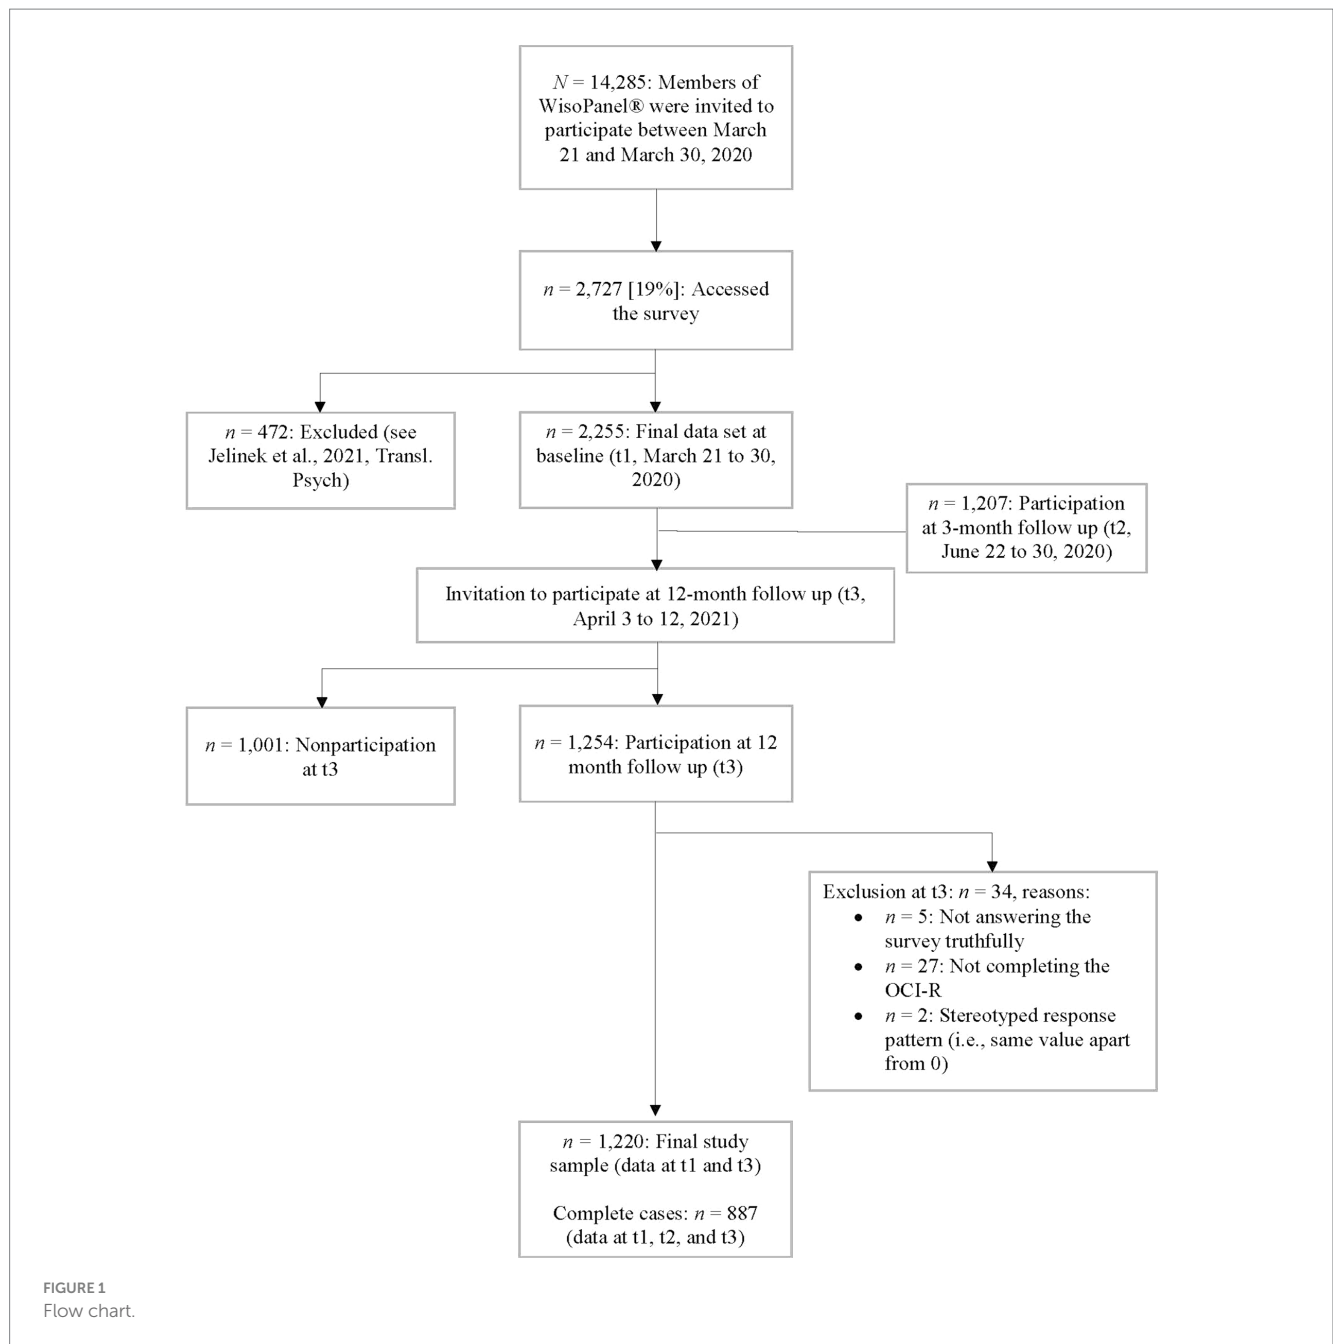 N = 14,285: Members of
WisoPanel® were invited to
participate between March
21 and March 30, 2020
n = 2,727 [19%]: Accessed
the survey
n = 472: Excluded (see
Jelinek et al., 2021, Transl.
Psych)
n = 2,255: Final data set at
baseline (t1, March 21 to 30,
2020)
n = 1,207: Participation
at 3-month follow up (t2,
June 22 to 30, 2020)
Invitation to participate at 12-month follow up (t3,
April 3 to 12, 2021)
n = 1,001: Nonparticipation
at t3
n = 1,254: Participation at 12
month follow up (t3)
Exclusion at t3: n = 34, reasons:
• n = 5: Not answering the
survey truthfully
• n = 27: Not completing the
OCI-R
• n = 2: Stereotyped response
pattern (i.e., same value apart
from 0)
n = 1,220: Final study
sample (data at t1 and t3)
Complete cases: n = 887
(data at t1, t2, and t3)
FIGURE 1
Flow chart.